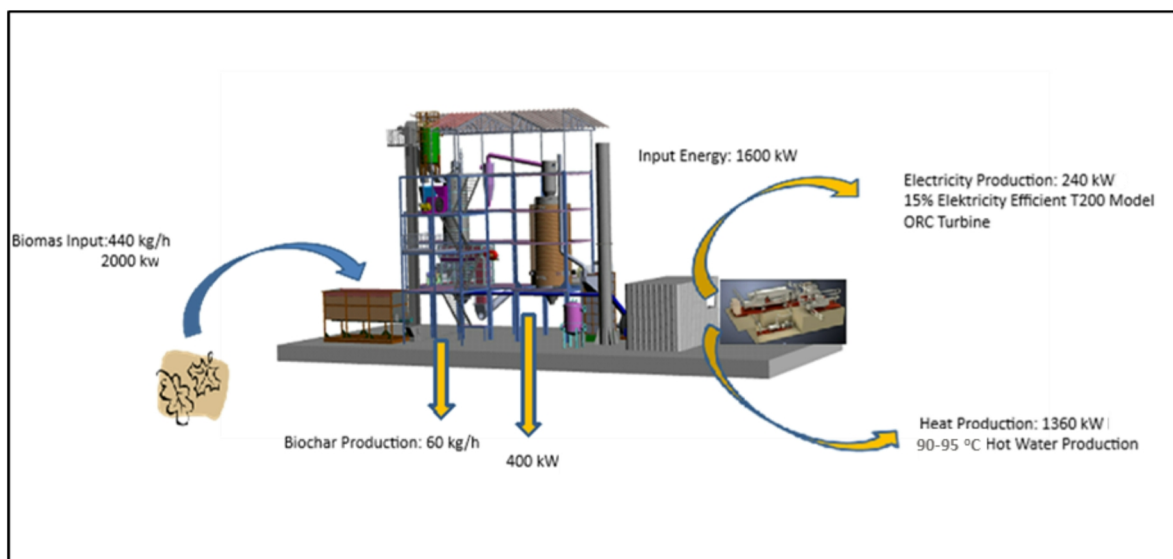 Input Energy: 1600 kW
Electricity Production: 240 kW
15% Elektricity Efficient T200 Model
ORC Turbine
Biomas Input:440 kg/h
2000 kw
Biochar Production: 60 kg/h
400 kW
Heat Production: 1360 kW
90-95 °C Hot Water Production